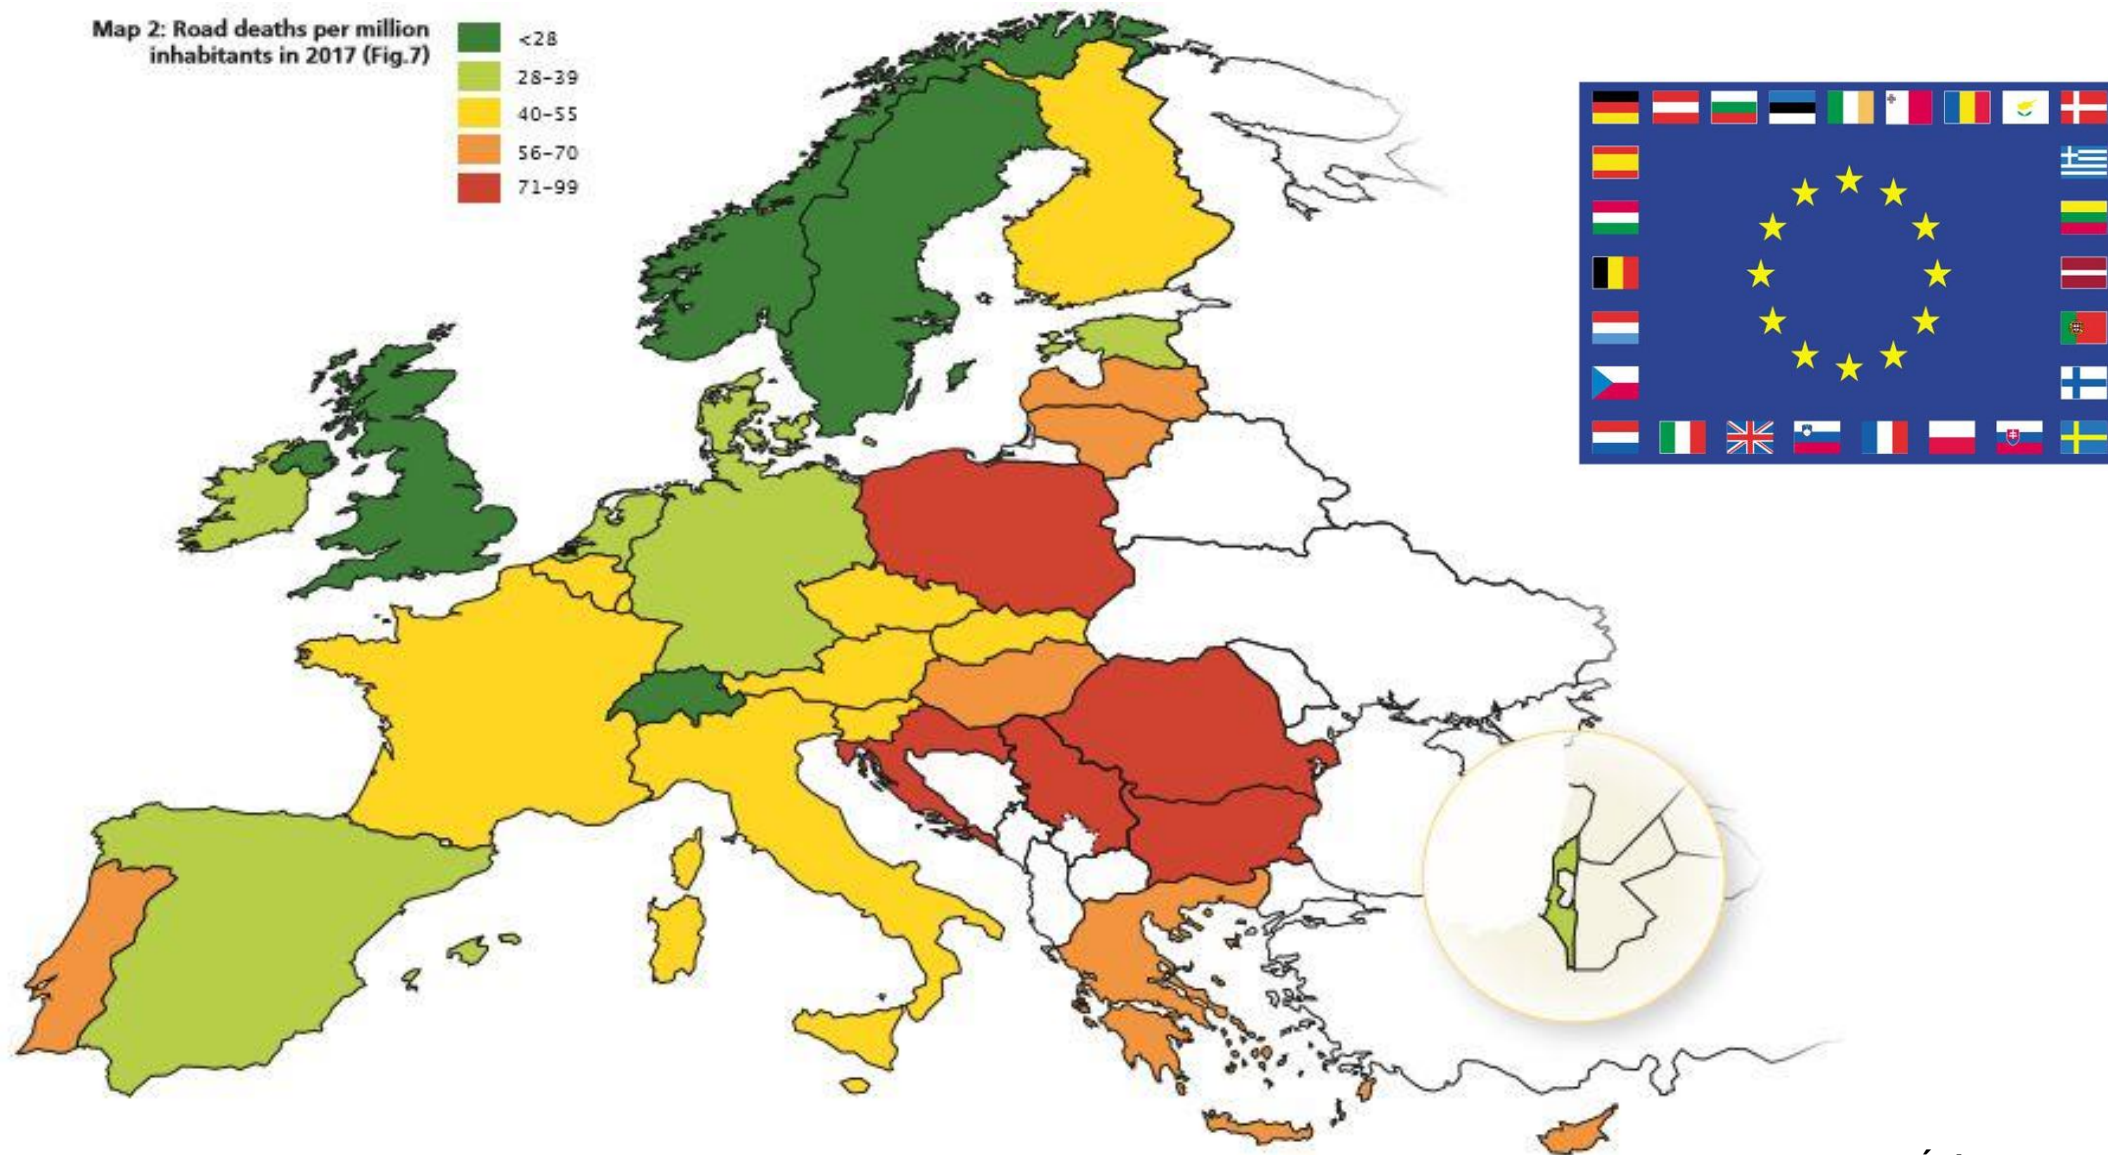 Map 2: Road deaths per million
inhabitants in 2017 (Fig.7)
<28
28–39
40–55
56–70
71–99